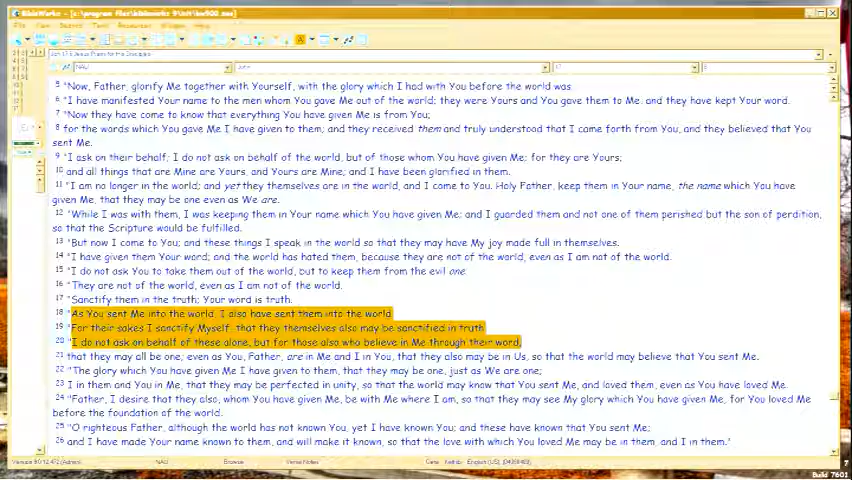 BibleWorks - [c:\program files\bibleworks 9\init\bw900.swc]
5 "Now, Father, glorify Me together with Yourself, with the glory which I had with You before the world was.
6 "I have manifested Your name to the men whom You gave Me out of the world; they were Yours and You gave them to Me, and they have kept Your word.
7 "Now they have come to know that everything You have given Me is from You;
8 for the words which You gave Me I have given to them; and they received them and truly understood that I came forth from You, and they believed that You
sent Me.
9 "I ask on their behalf; I do not ask on behalf of the world, but of those whom You have given Me; for they are Yours;
10 and all things that are Mine are Yours, and Yours are Mine; and I have been glorified in them.
11 "I am no longer in the world; and yet they themselves are in the world, and I come to You. Holy Father, keep them in Your name, the name which You have
given Me, that they may be one even as We are.
12 "While I was with them, I was keeping them in Your name which You have given Me; and I guarded them and not one of them perished but the son of perdition,
so that the Scripture would be fulfilled.
13 "But now I come to You; and these things I speak in the world so that they may have My joy made full in themselves.
14 "I have given them Your word; and the world has hated them, because they are not of the world, even as I am not of the world.
15 "I do not ask You to take them out of the world, but to keep them from the evil one.
16 "They are not of the world, even as I am not of the world.
17 "Sanctify them in the truth; Your word is truth.
18 "As You sent Me into the world, I also have sent them into the world.
19 "For their sakes I sanctify Myself, that they themselves also may be sanctified in truth.
20 "I do not ask on behalf of these alone, but for those also who believe in Me through their word;
21 that they may all be one; even as You, Father, are in Me and I in You, that they also may be in Us, so that the world may believe that You sent Me.
22 "The glory which You have given Me I have given to them, that they may be one, just as We are one;
23 I in them and You in Me, that they may be perfected in unity, so that the world may know that You sent Me, and loved them, even as You have loved Me.
24 "Father, I desire that they also, whom You have given Me, be with Me where I am, so that they may see My glory which You have given Me, for You loved Me
before the foundation of the world.
25 "O righteous Father, although the world has not known You, yet I have known You; and these have known that You sent Me;
26 and I have made Your name known to them, and will make it known, so that the love with which You loved Me may be in them, and I in them."
NAU Browse Verse Notes
7
Build 7601